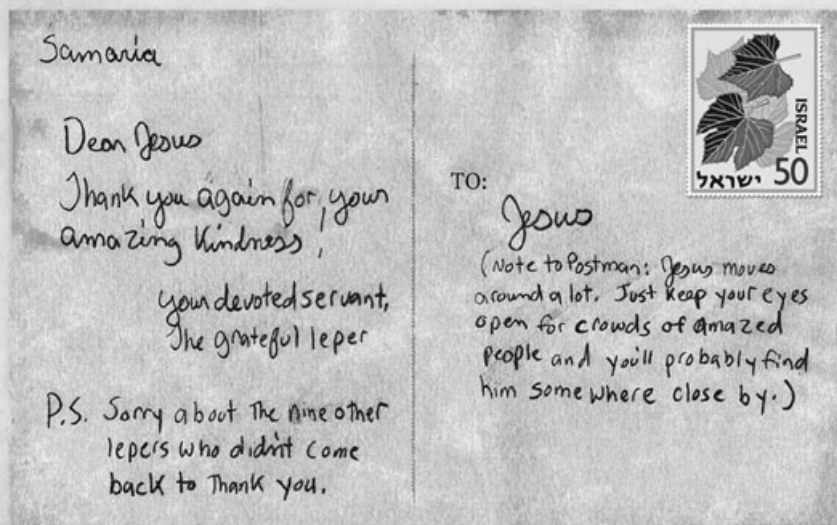 Samaria
Dear Jesus
Thank you again for, your
amazing kindness!
your devoted servant,
The grateful leper
P.S. Sorry about the nine other
lepers who didn't come
back to Thank you.
ISRAEL
ישראל 50
TO:
Jesus
(Note to Postman: Jesus moves
around a lot. Just keep your eyes
open for crowds of amazed
people and you'll probably find
him somewhere close by.)